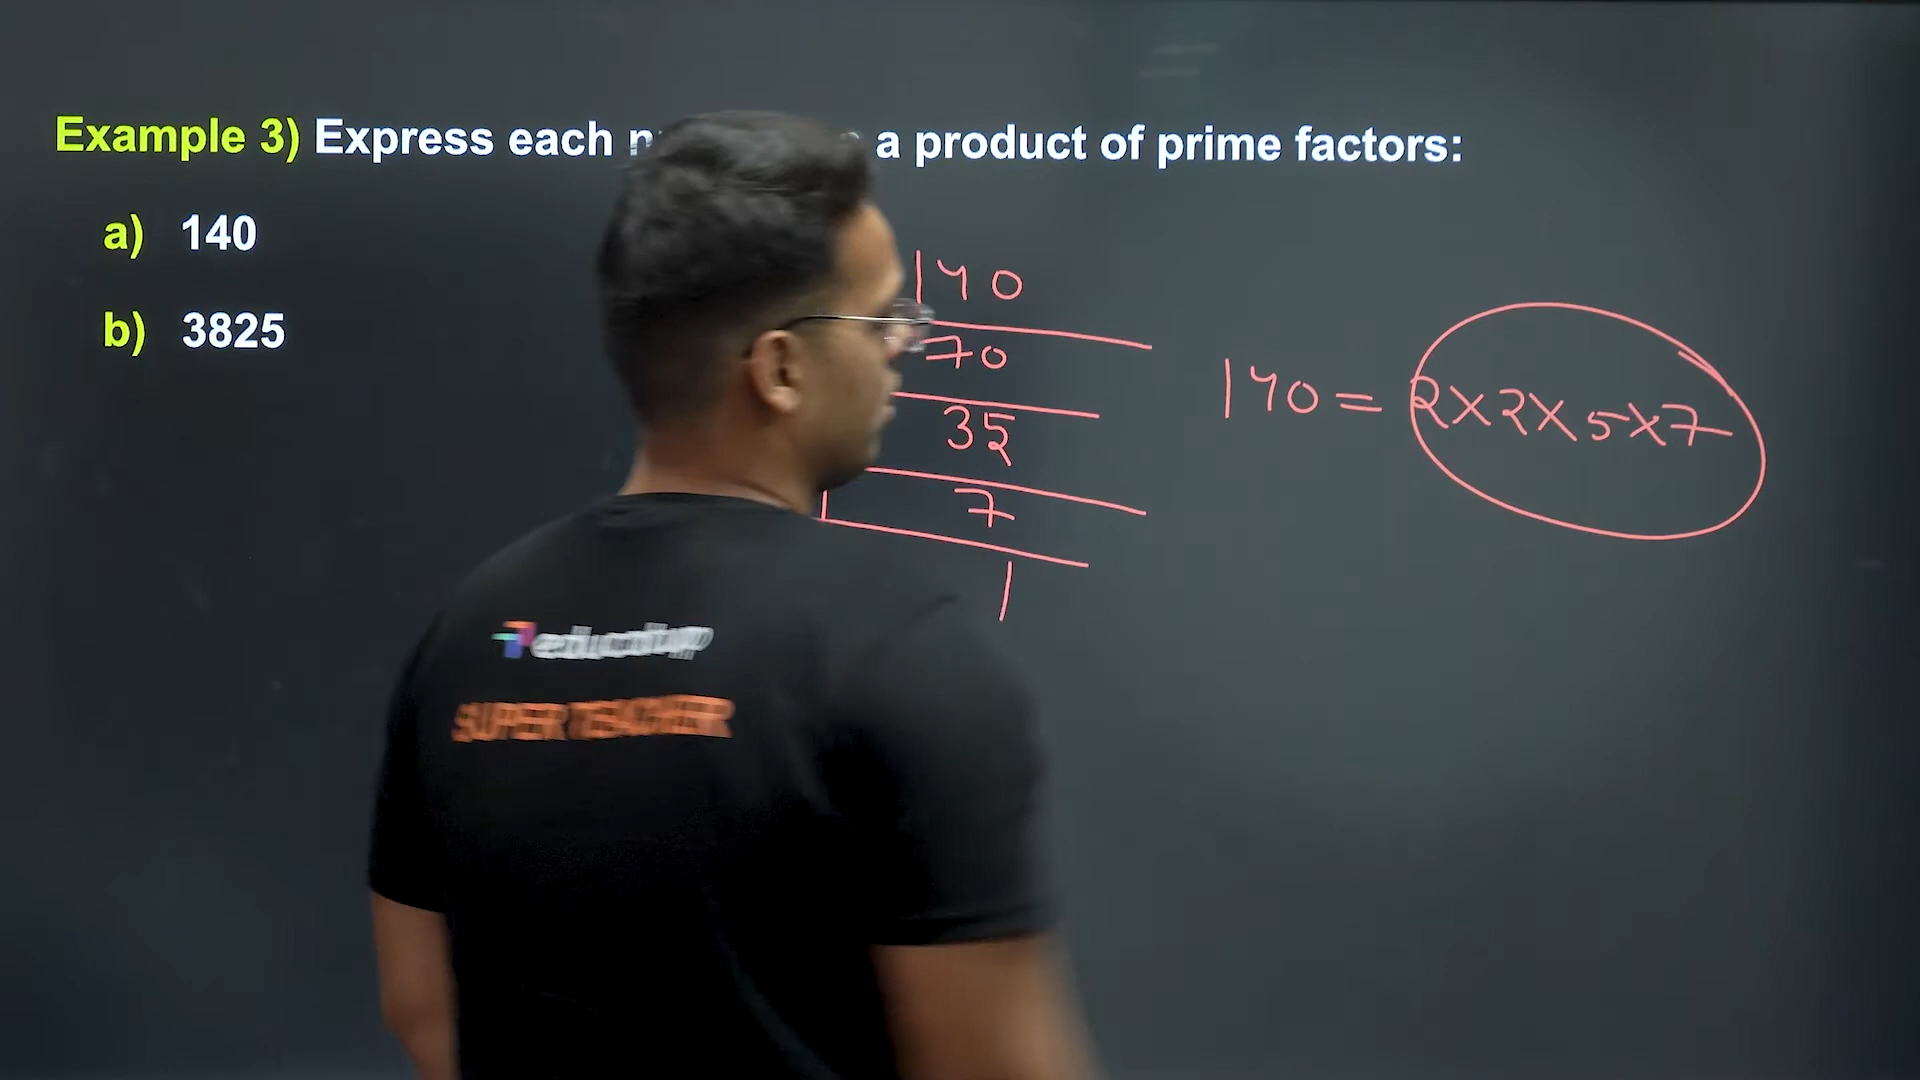 Example 3) Express each a product of prime factors:
a) 140
b) 3825
140
70
35
7
1
140 = 2×2×5×7
SUPER TEACHER